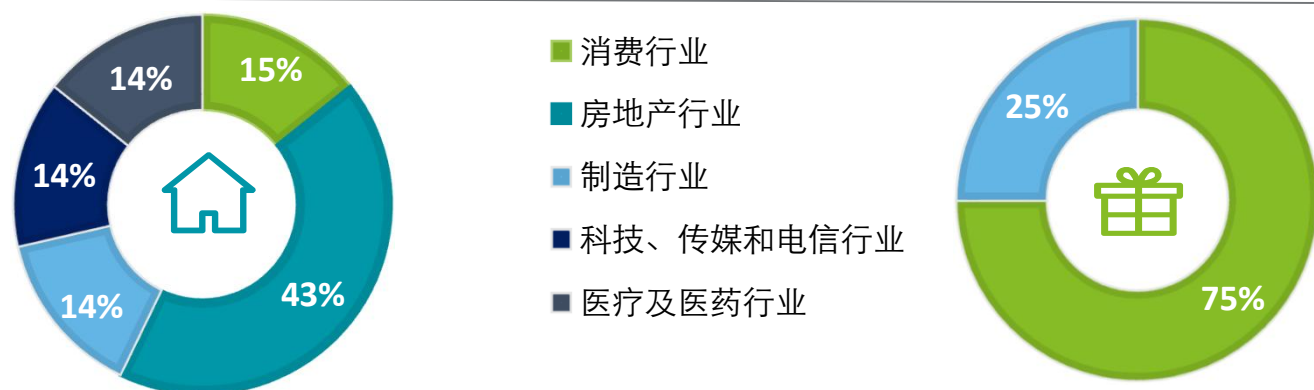 14%
15%
14%
14%
43%
消费行业
房地产行业
制造行业
科技、传媒和电信行业
医疗及医药行业
25%
75%